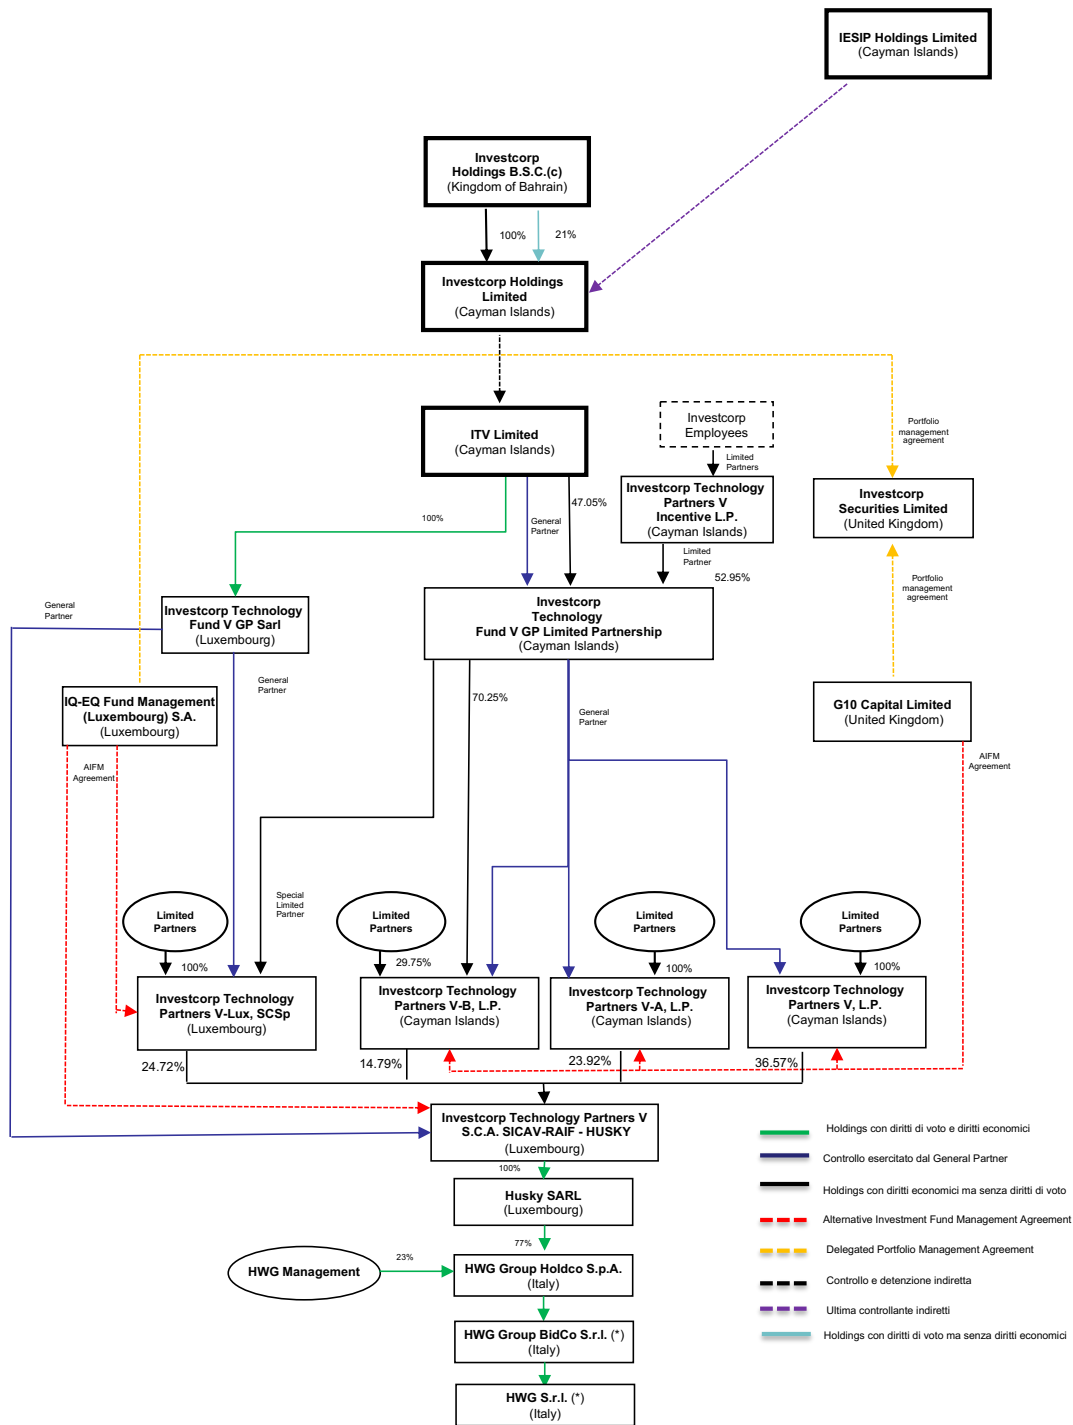 IESIP Holdings Limited
(Cayman Islands)
Investcorp
Holdings B.S.C.(c)
(Kingdom of Bahrain)
100%
21%
Investcorp Holdings
Limited
(Cayman Islands)
ITV Limited
(Cayman Islands)
Investcorp
Employees
Limited
Partners
Portfolio
management
agreement
Investcorp Technology
Partners V
Incentive L.P.
(Cayman Islands)
Investcorp
Securities Limited
(United Kingdom)
47.05%
100%
General
Partner
Limited
Partner
52.95%
Portfolio
management
agreement
General
Partner
Investcorp Technology
Fund V GP Sarl
(Luxembourg)
Investcorp
Technology
Fund V GP Limited Partnership
(Cayman Islands)
General
Partner
IQ-EQ Fund Management
(Luxembourg) S.A.
(Luxembourg)
70.25%
General
Partner
G10 Capital Limited
(United Kingdom)
AIFM
Agreement
AIFM
Agreement
Limited
Partners
Special
Limited
Partner
Limited
Partners
Limited
Partners
Limited
Partners
100%
29.75%
100%
100%
Investcorp Technology
Partners V-Lux, SCSp
(Luxembourg)
Investcorp Technology
Partners V-B, L.P.
(Cayman Islands)
Investcorp Technology
Partners V-A, L.P.
(Cayman Islands)
Investcorp Technology
Partners V, L.P.
(Cayman Islands)
24.72%
14.79%
23.92%
36.57%
Investcorp Technology Partners V
S.C.A. SICAV-RAIF - HUSKY
(Luxembourg)
100%
Husky SARL
(Luxembourg)
77%
HWG Management
23%
HWG Group Holdco S.p.A.
(Italy)
HWG Group BidCo S.r.l. (*)
(Italy)
HWG S.r.l. (*)
(Italy)
Holdings con diritti di voto e diritti economici
Controllo esercitato dal General Partner
Holdings con diritti economici ma senza diritti di voto
Alternative Investment Fund Management Agreement
Delegated Portfolio Management Agreement
Controllo e detenzione indiretta
Ultima controllante indiretti
Holdings con diritti di voto ma senza diritti economici